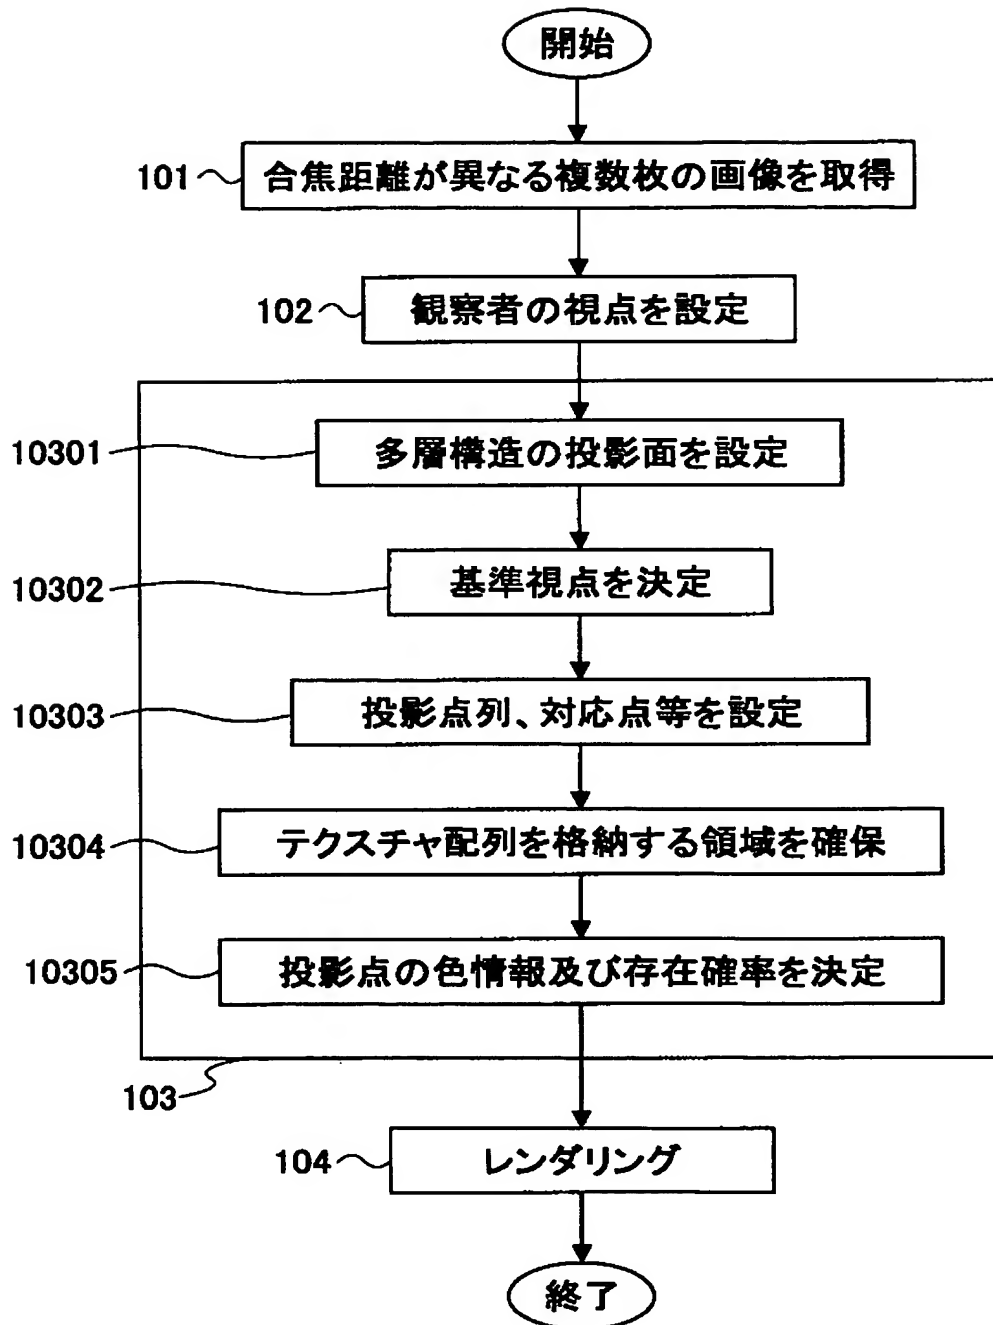 開始
101 合焦距離が異なる複数枚の画像を取得
102 観察者の視点を設定
10301 多層構造の投影面を設定
10302 基準視点を決定
10303 投影点列、対応点等を設定
10304 テクスチャ配列を格納する領域を確保
10305 投影点の色情報及び存在確率を決定
103
104 レンダリング
終了